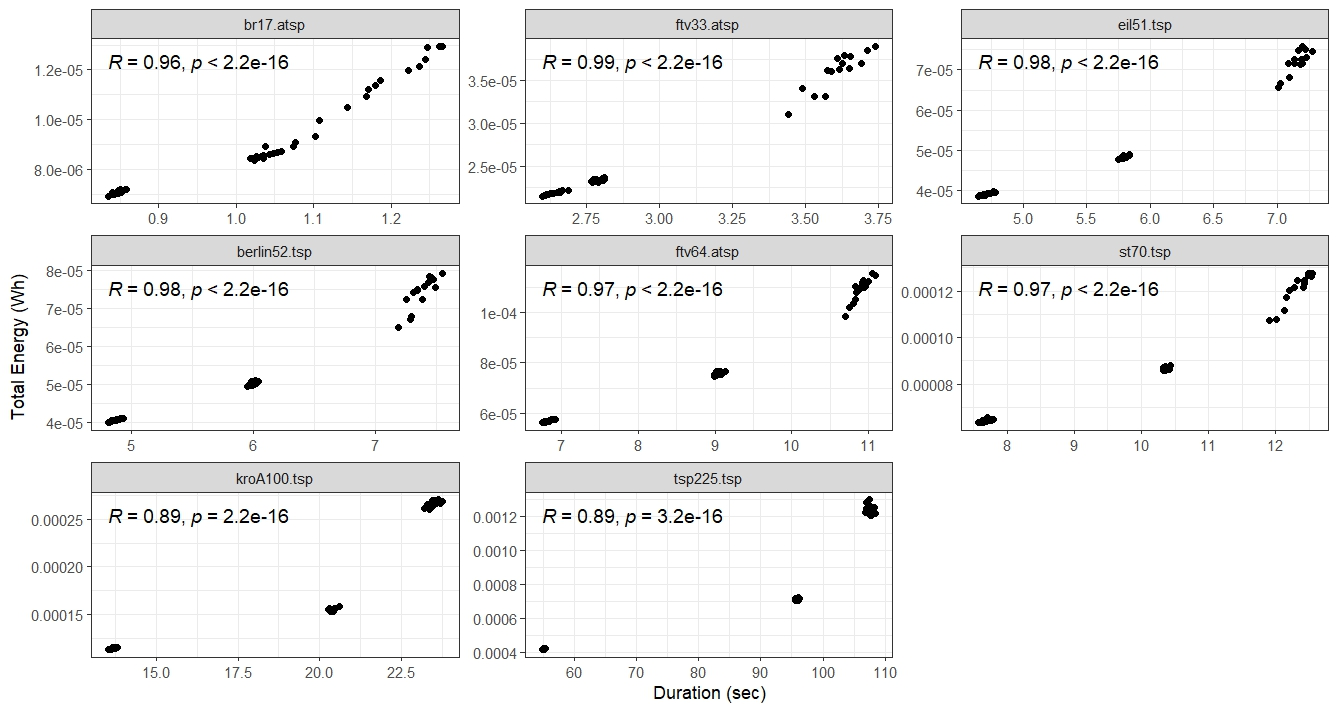 br17.atsp
ftv33.atsp
eil51.tsp
R = 0.96, p < 2.2e-16
R = 0.99, p < 2.2e-16
R = 0.98, p < 2.2e-16
1.2e-05
1.0e-05
8.0e-06
3.5e-05
3.0e-05
2.5e-05
7e-05
6e-05
5e-05
4e-05
0.9 1.0 1.1 1.2
2.75 3.00 3.25 3.50 3.75
5.0 5.5 6.0 6.5 7.0
berlin52.tsp
ftv64.atsp
st70.tsp
R = 0.98, p < 2.2e-16
R = 0.97, p < 2.2e-16
R = 0.97, p < 2.2e-16
8e-05
7e-05
6e-05
5e-05
4e-05
1e-04
8e-05
6e-05
0.00012
0.00010
0.00008
5 6 7
7 8 9 10 11
8 9 10 11 12
Total Energy (Wh)
kroA100.tsp
tsp225.tsp
R = 0.89, p = 2.2e-16
R = 0.89, p = 3.2e-16
0.00025
0.00020
0.00015
0.0012
0.0010
0.0008
0.0006
0.0004
15.0 17.5 20.0 22.5
60 70 80 90 100 110
Duration (sec)